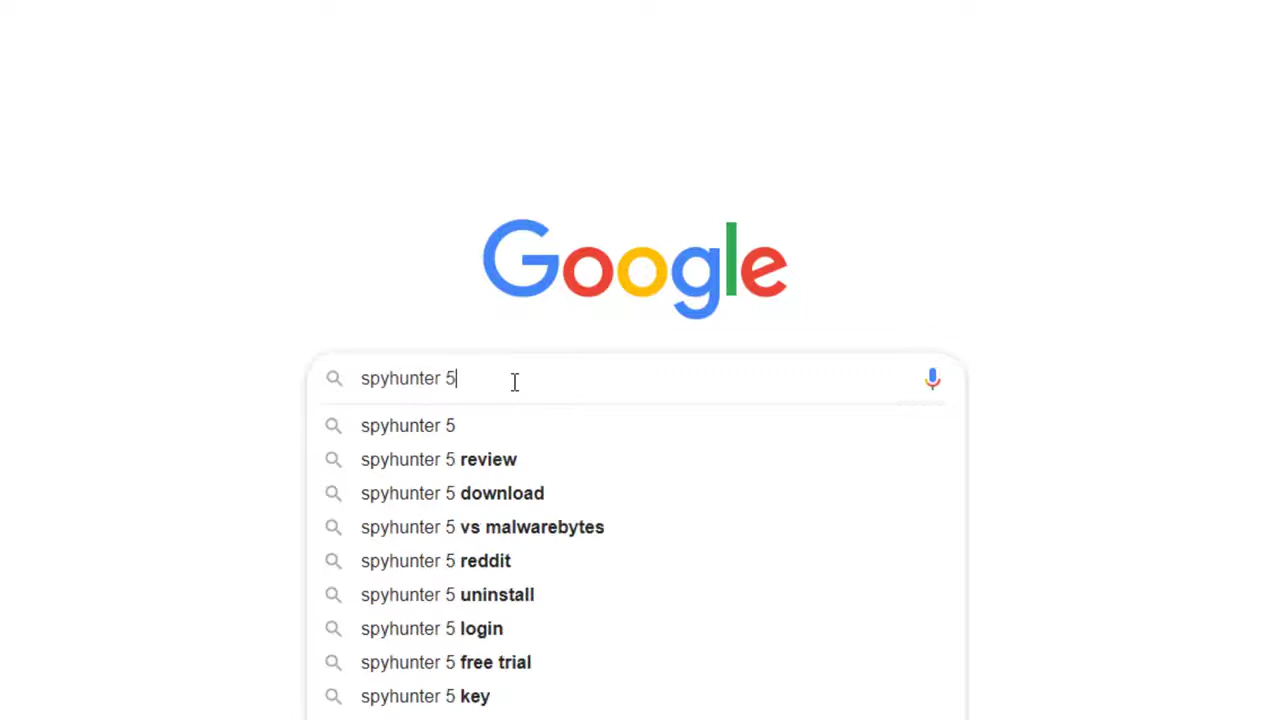 Google
spyhunter 5
spyhunter 5
spyhunter 5 review
spyhunter 5 download
spyhunter 5 vs malwarebytes
spyhunter 5 reddit
spyhunter 5 uninstall
spyhunter 5 login
spyhunter 5 free trial
spyhunter 5 key